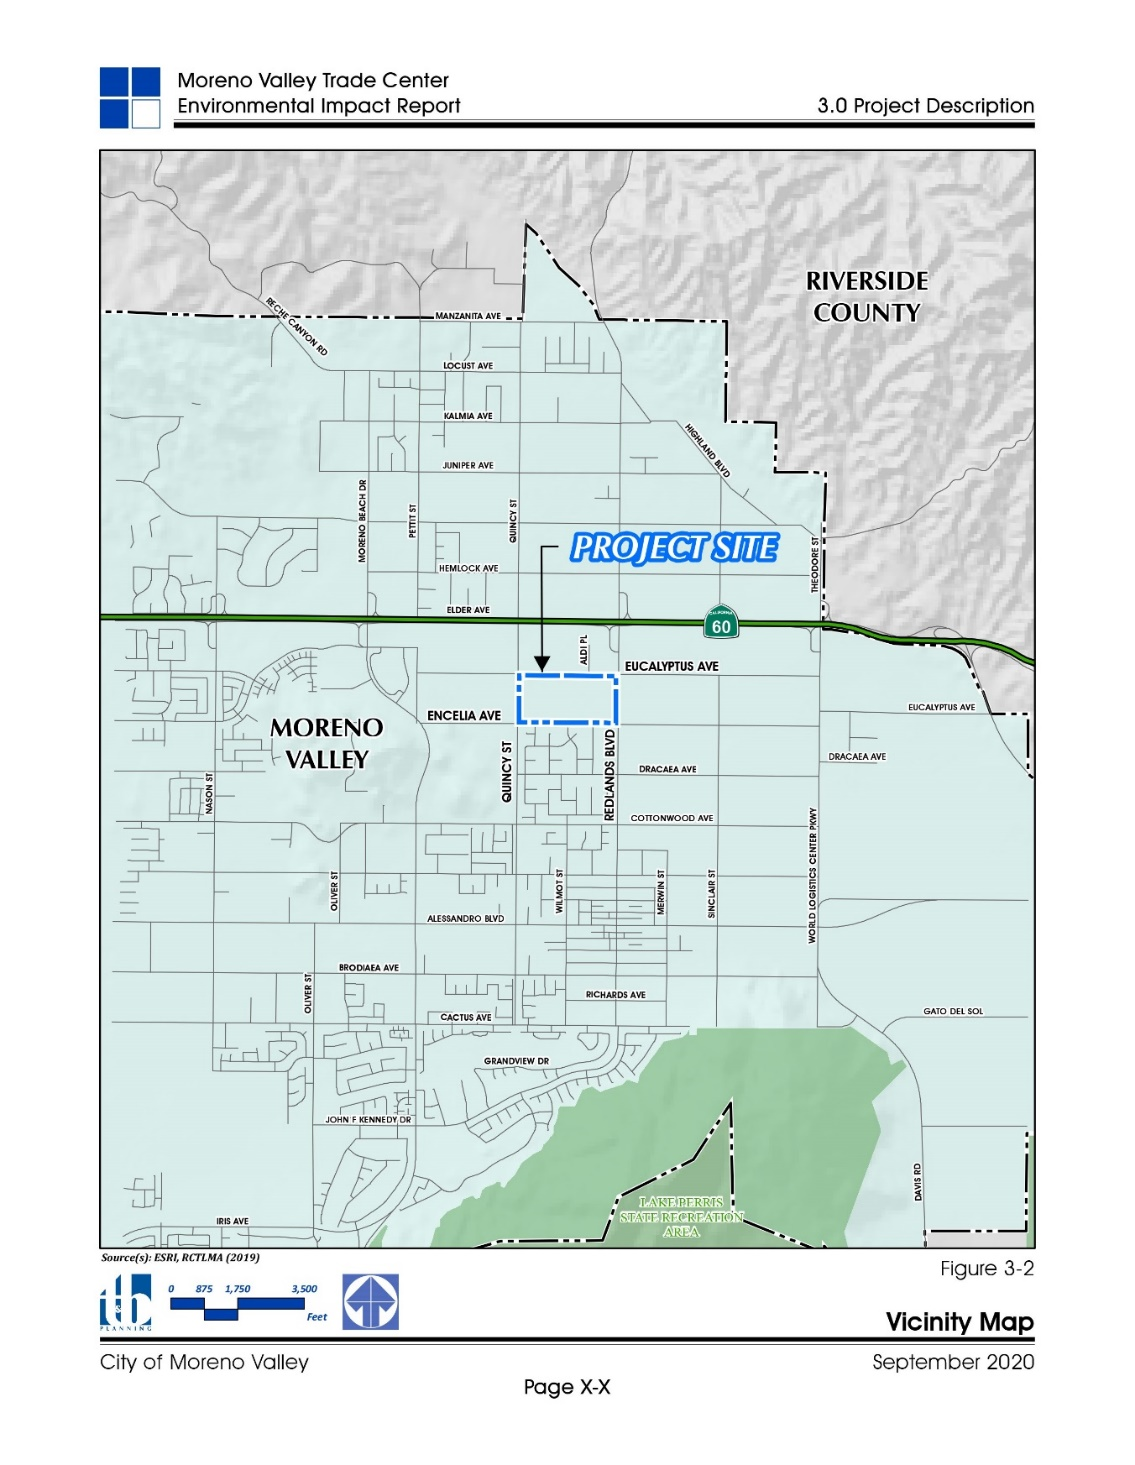 Moreno Valley Trade Center
Environmental Impact Report
3.0 Project Description
RIVERSIDE
COUNTY
RECHE CANYON RD
MANZANITA AVE
LOCUST AVE
KALMIA AVE
HIGHLAND BLVD
JUNIPER AVE
MORENO BEACH DR
PETTIT ST
QUINCY ST
PROJECT SITE
THEODORE ST
HEMLOCK AVE
ELDER AVE
CALIFORNIA
60
ALDI PL
EUCALYPTUS AVE
ENCELIA AVE
EUCALYPTUS AVE
MORENO
VALLEY
QUINCY ST
REDLANDS BLVD
DRACAEA AVE
DRACAEA AVE
NASON ST
COTTONWOOD AVE
WORLD LOGISTICS CENTER PKWY
OLIVER ST
WILMOT ST
MERWIN ST
SINCLAIR ST
ALESSANDRO BLVD
BRODIAEA AVE
OLIVER ST
RICHARDS AVE
CACTUS AVE
GATO DEL SOL
GRANDVIEW DR
JOHN F KENNEDY DR
DAVIS RD
LAKE PERRIS
STATE RECREATION
AREA
IRIS AVE
Source(s): ESRI, RCTLMA (2019)
Figure 3-2
t&b
PLANNING
0 875 1,750 3,500
Feet
Vicinity Map
City of Moreno Valley
September 2020
Page X-X